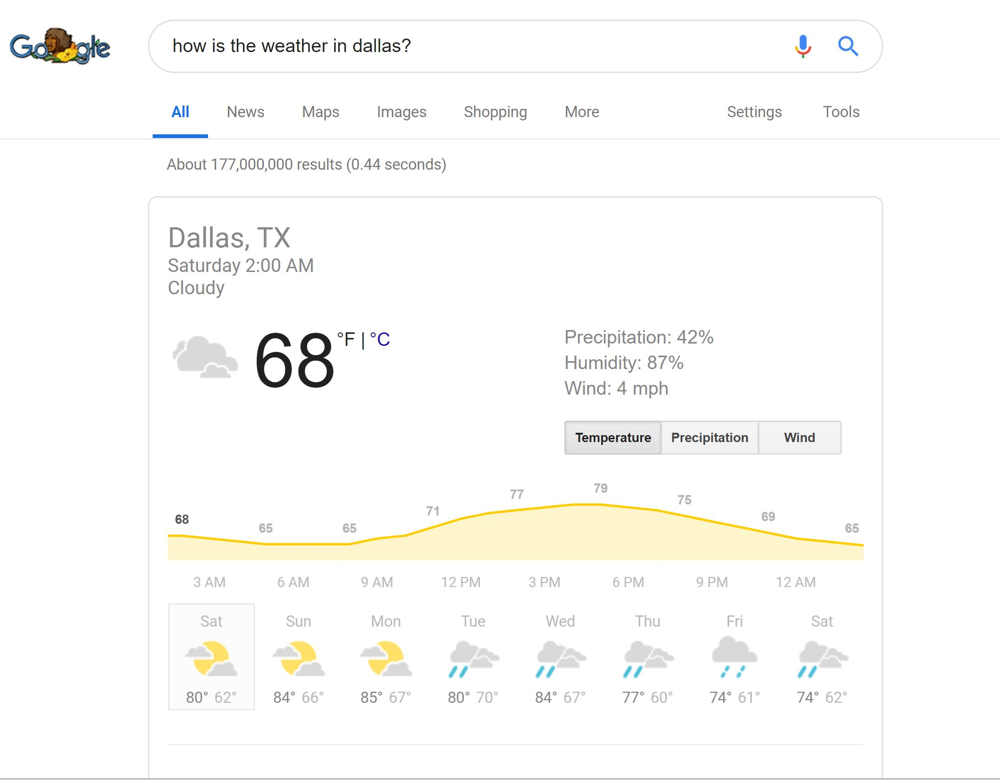 Google
how is the weather in dallas?
All News Maps Images Shopping More Settings Tools
About 177,000,000 results (0.44 seconds)
Dallas, TX
Saturday 2:00 AM
Cloudy
68 °F | °C
Precipitation: 42%
Humidity: 87%
Wind: 4 mph
Temperature Precipitation Wind
68 65 65 71 77 79 75 69 65
3 AM 6 AM 9 AM 12 PM 3 PM 6 PM 9 PM 12 AM
Sat Sun Mon Tue Wed Thu Fri Sat
80° 62° 84° 66° 85° 67° 80° 70° 84° 67° 77° 60° 74° 61° 74° 62°